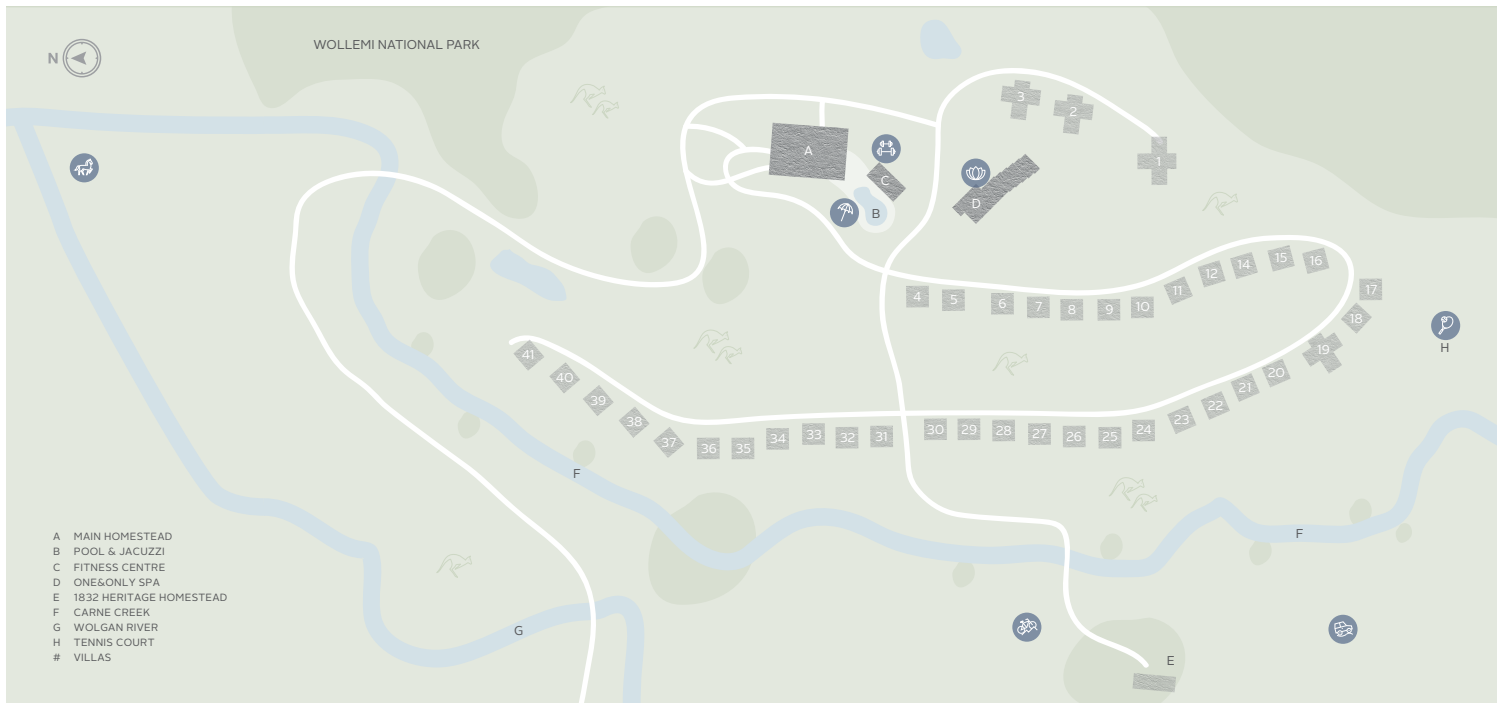 WOLLEMI NATIONAL PARK
N
3
2
A
1
C
D
B
15
16
14
12
17
11
4
5
6
7
8
9
10
18
H
19
41
20
40
21
39
22
38
23
37
36
35
34
33
32
31
30
29
28
27
26
25
24
F
F
G
E
A MAIN HOMESTEAD
B POOL & JACUZZI
C FITNESS CENTRE
D ONE&ONLY SPA
E 1832 HERITAGE HOMESTEAD
F CARNE CREEK
G WOLGAN RIVER
H TENNIS COURT
# VILLAS